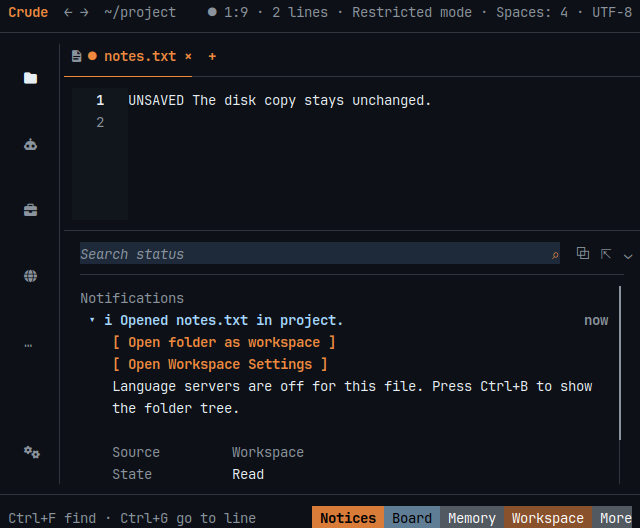 Crude ← → ~/project ● 1:9 · 2 lines · Restricted mode · Spaces: 4 · UTF-8
● notes.txt × +
1 UNSAVED The disk copy stays unchanged.
2
Search status
Notifications
▾ i Opened notes.txt in project. now
[ Open folder as workspace ]
[ Open Workspace Settings ]
Language servers are off for this file. Press Ctrl+B to show
the folder tree.
Source Workspace
State Read
…
Ctrl+F find · Ctrl+G go to line Notices Board Memory Workspace More